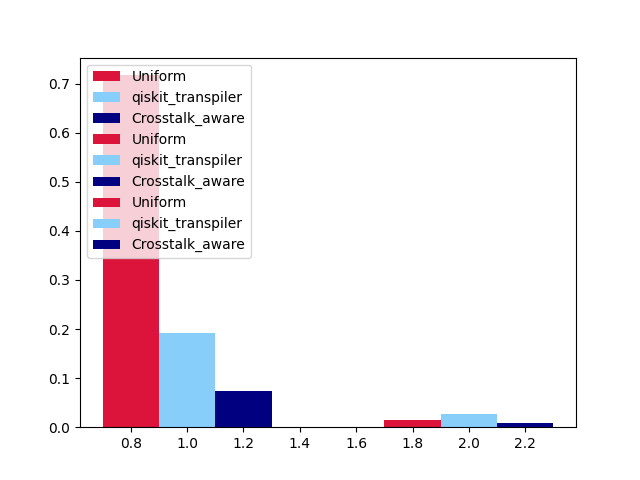 0.7
0.6
0.5
0.4
0.3
0.2
0.1
0.0
Uniform
qiskit_transpiler
Crosstalk_aware
Uniform
qiskit_transpiler
Crosstalk_aware
Uniform
qiskit_transpiler
Crosstalk_aware
0.8 1.0 1.2 1.4 1.6 1.8 2.0 2.2